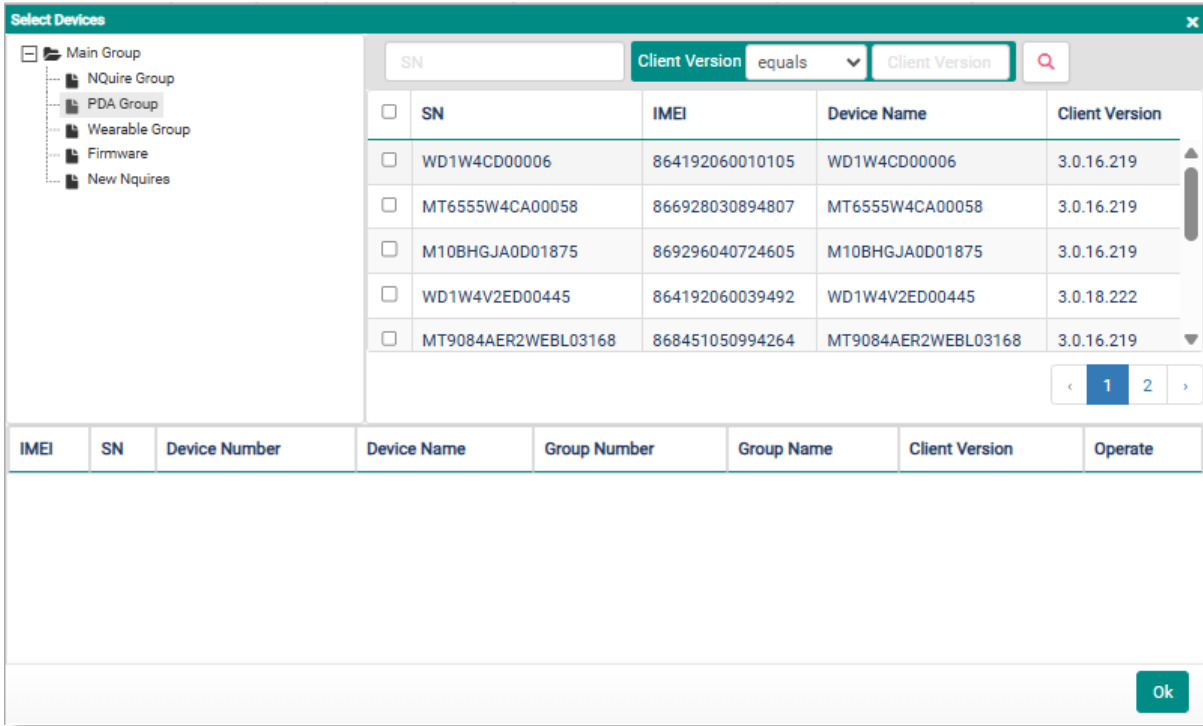 Select Devices
Main Group
NQuire Group
PDA Group
Wearable Group
Firmware
New Nquires
SN Client Version equals Client Version
SN IMEI Device Name Client Version
WD1W4CD00006 864192060010105 WD1W4CD00006 3.0.16.219
MT6555W4CA00058 866928030894807 MT6555W4CA00058 3.0.16.219
M10BHGJA0D01875 869296040724605 M10BHGJA0D01875 3.0.16.219
WD1W4V2ED00445 864192060039492 WD1W4V2ED00445 3.0.18.222
MT9084AER2WEBL03168 868451050994264 MT9084AER2WEBL03168 3.0.16.219
‹ 1 2 ›
IMEI SN Device Number Device Name Group Number Group Name Client Version Operate
Ok